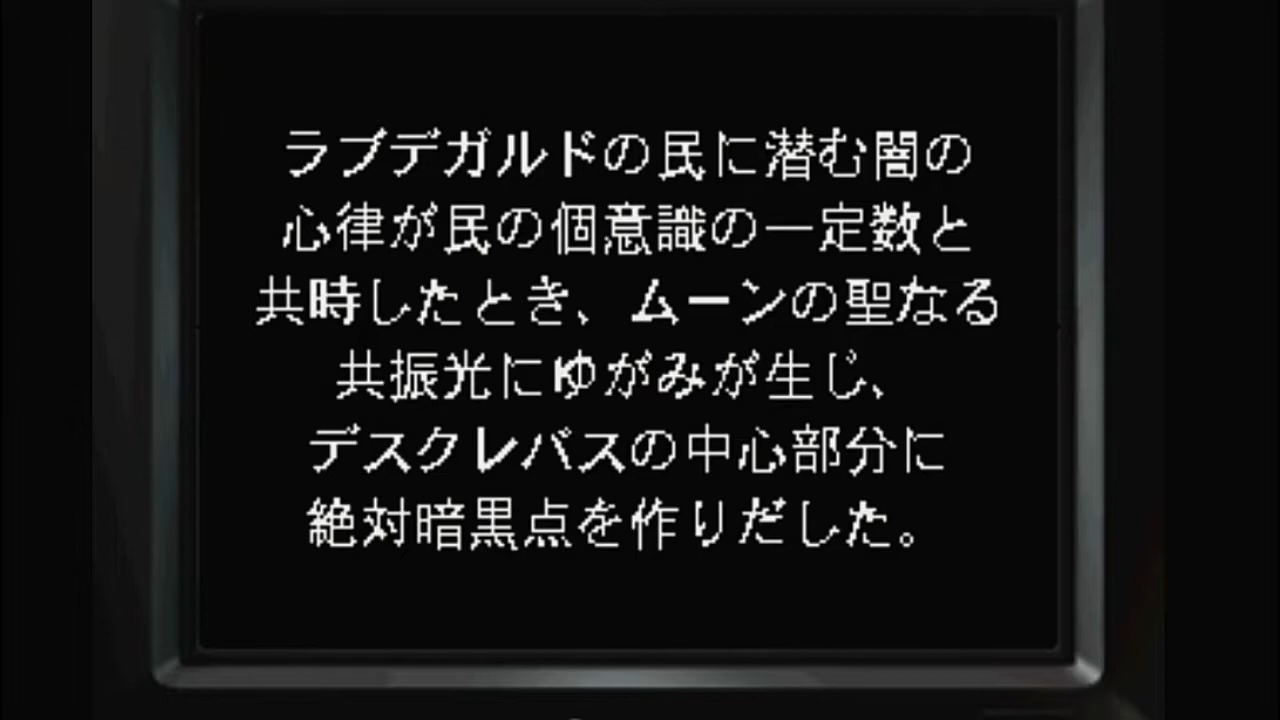 ラブデガルドの民に潜む闇の
心律が民の個意識の一定数と
共時したとき、ムーンの聖なる
共振光にゆがみが生じ、
デスクレバスの中心部分に
絶対暗黒点を作りだした。